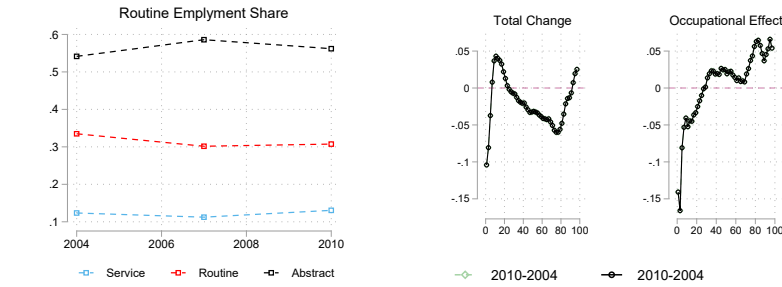 Routine Emplyment Share
.6
.5
.4
.3
.2
.1
2004 2006 2008 2010
Service Routine Abstract
Total Change
.05
0
-.05
-.1
-.15
0 20 40 60 80 100
Occupational Effect
.05
0
-.05
-.1
-.15
0 20 40 60 80 100
2010-2004 2010-2004